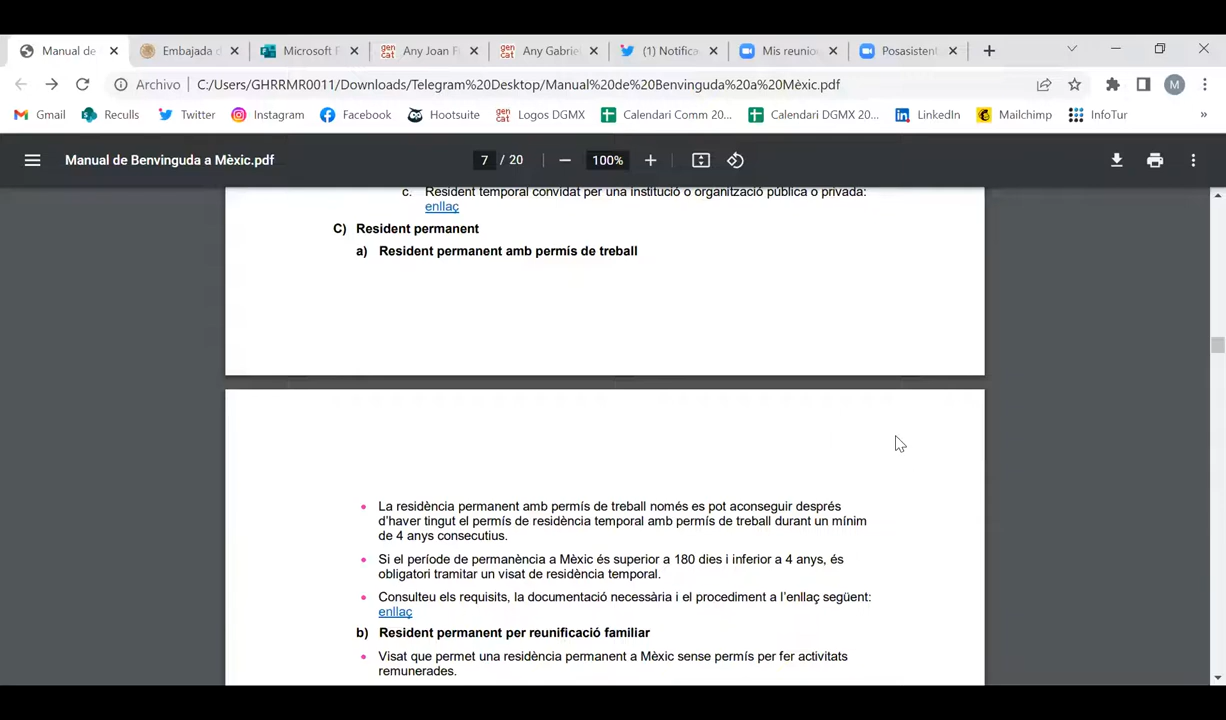 Manual de
Embajada d
Microsoft F
gen cat Any Joan F
gen cat Any Gabrie
(1) Notifica
Mis reunio
Posasistent
Archivo C:/Users/GHRRMR0011/Downloads/Telegram%20Desktop/Manual%20de%20Benvinguda%20a%20Mèxic.pdf
M
Gmail Reculls Twitter Instagram Facebook Hootsuite gen cat Logos DGMX Calendari Comm 20... Calendari DGMX 20... LinkedIn Mailchimp InfoTur »
Manual de Benvinguda a Mèxic.pdf 7 / 20 100%
c. Resident temporal convidat per una institució o organització pública o privada:
enllaç
C) Resident permanent
a) Resident permanent amb permís de treball
• La residència permanent amb permís de treball només es pot aconseguir després
d'haver tingut el permís de residència temporal amb permís de treball durant un mínim
de 4 anys consecutius.
• Si el període de permanència a Mèxic és superior a 180 dies i inferior a 4 anys, és
obligatori tramitar un visat de residència temporal.
• Consulteu els requisits, la documentació necessària i el procediment a l'enllaç següent:
enllaç
b) Resident permanent per reunificació familiar
• Visat que permet una residència permanent a Mèxic sense permís per fer activitats
remunerades.